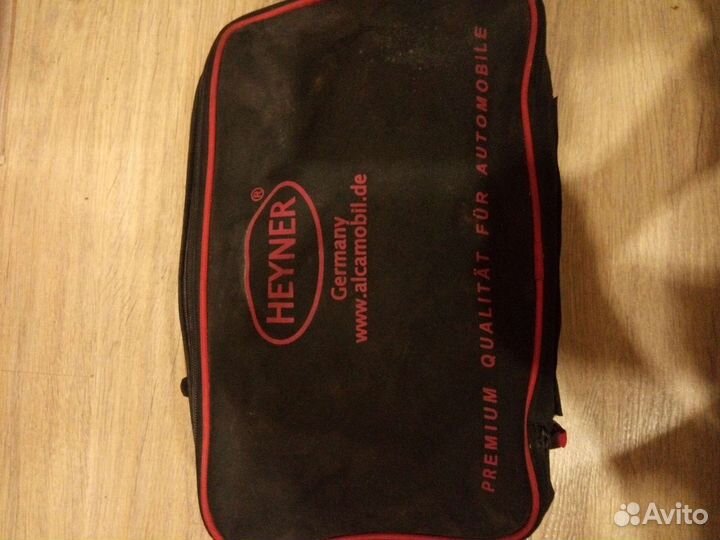 HEYNER®
Germany
www.alcamobil.de
PREMIUM QUALITÄT FÜR AUTOMOBILE
Avito